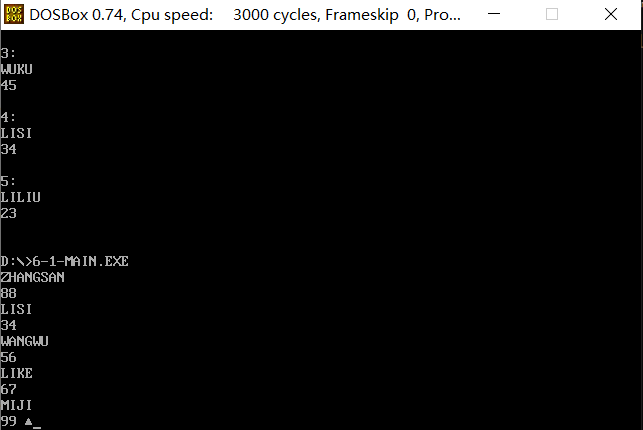 DOSBox 0.74, Cpu speed: 3000 cycles, Frameskip 0, Pro...
3:
WUKU
45
4:
LISI
34
5:
LILIU
23
D:\>6-1-MAIN.EXE
ZHANGSAN
88
LISI
34
WANGWU
56
LIKE
67
MIJI
99 ▲_